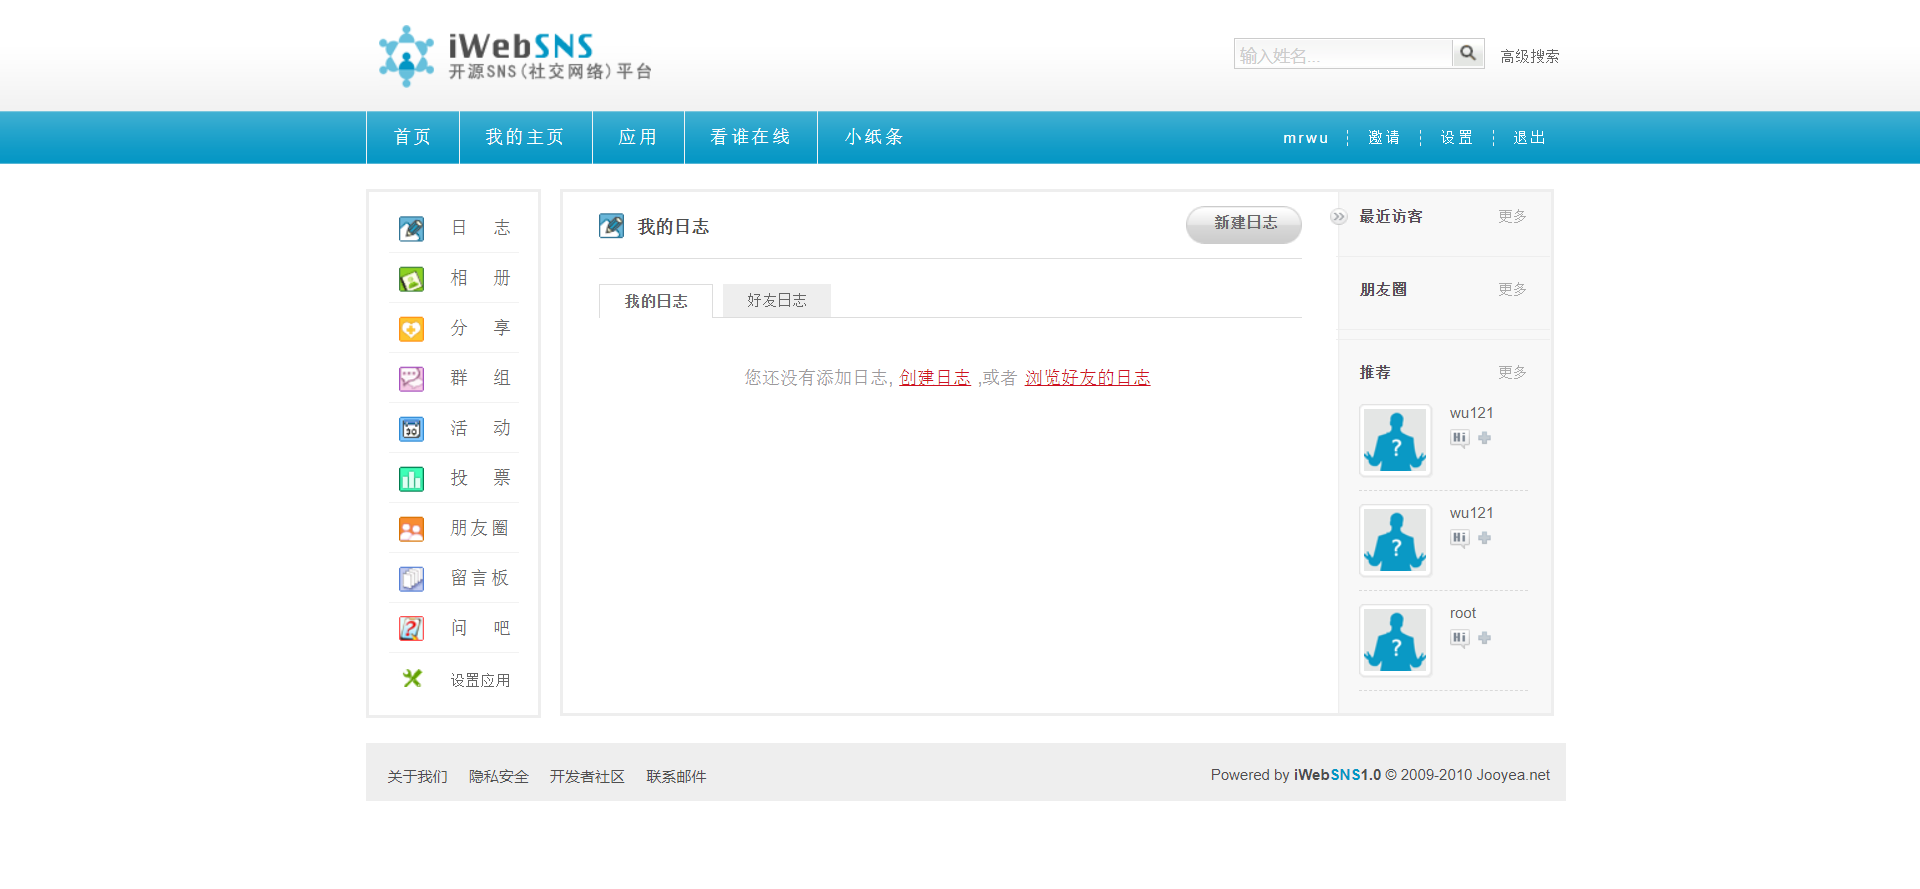 iWebSNS
开源SNS(社交网络)平台
输入姓名...
高级搜索
首页 我的主页 应用 看谁在线 小纸条 mrwu 邀请 设置 退出
日 志
相 册
分 享
群 组
活 动
投 票
朋友圈
留言板
问 吧
设置应用
我的日志
新建日志
我的日志 好友日志
您还没有添加日志, 创建日志 ,或者 浏览好友的日志
最近访客 更多
朋友圈 更多
推荐 更多
wu121
Hi
wu121
Hi
root
Hi
关于我们 隐私安全 开发者社区 联系邮件
Powered by iWebSNS1.0 © 2009-2010 Jooyea.net